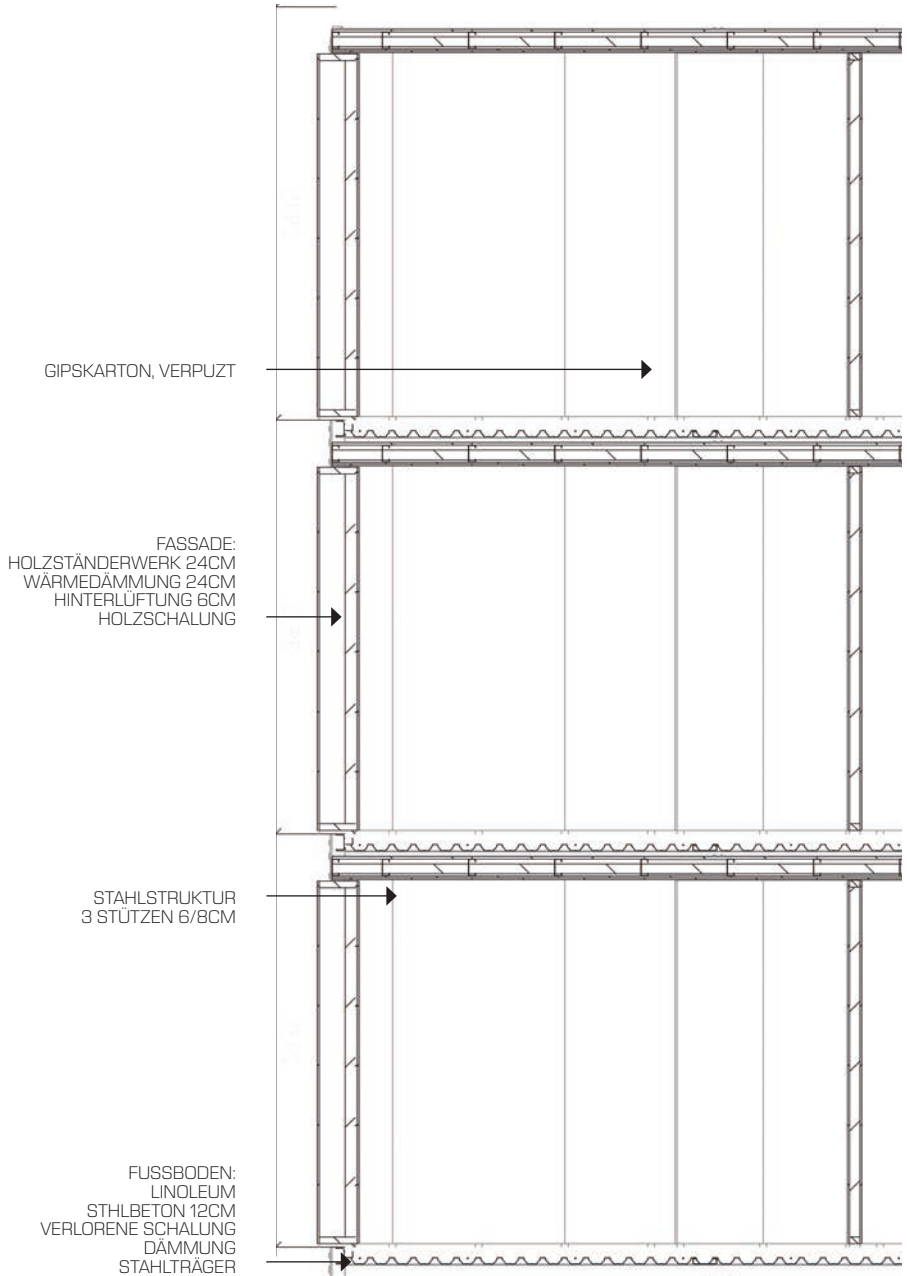 GIPSKARTON, VERPUZT
FASSADE:
HOLZSTÄNDERWERK 24CM
WÄRMEDÄMMUNG 24CM
HINTERLÜFTUNG 6CM
HOLZSCHALUNG
STAHLSTRUKTUR
3 STÜTZEN 6/8CM
FUSSBODEN:
LINOLEUM
STHLBETON 12CM
VERLORENE SCHALUNG
DÄMMUNG
STAHLTRÄGER